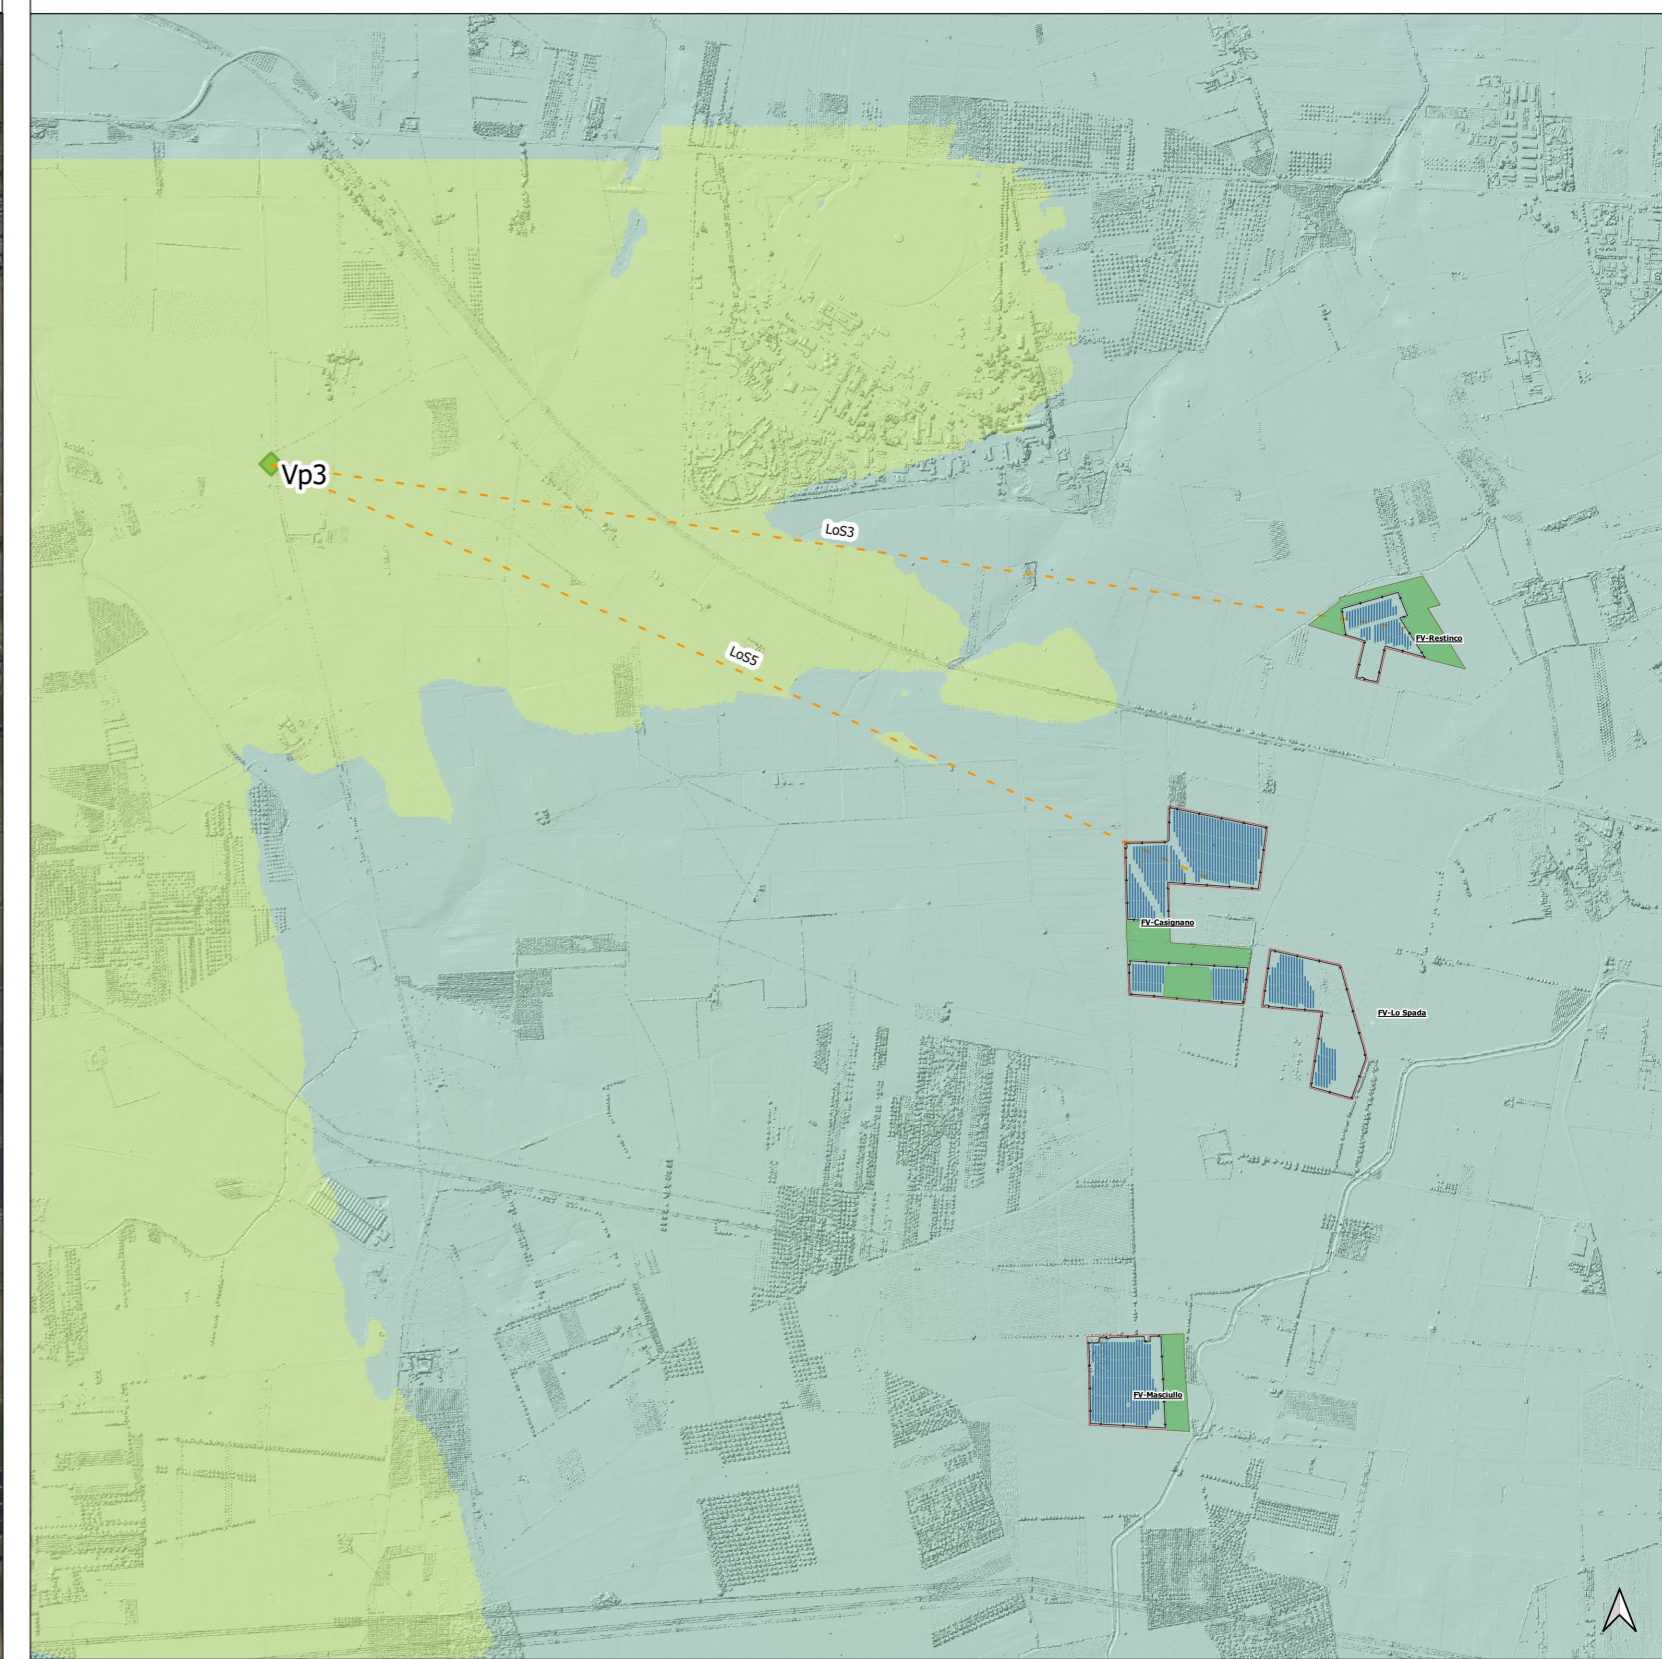 Vp3
LoS3
LoS5
FV-Restinco
FV-Casignano
FV-Lo Spada
FV-Masciullo